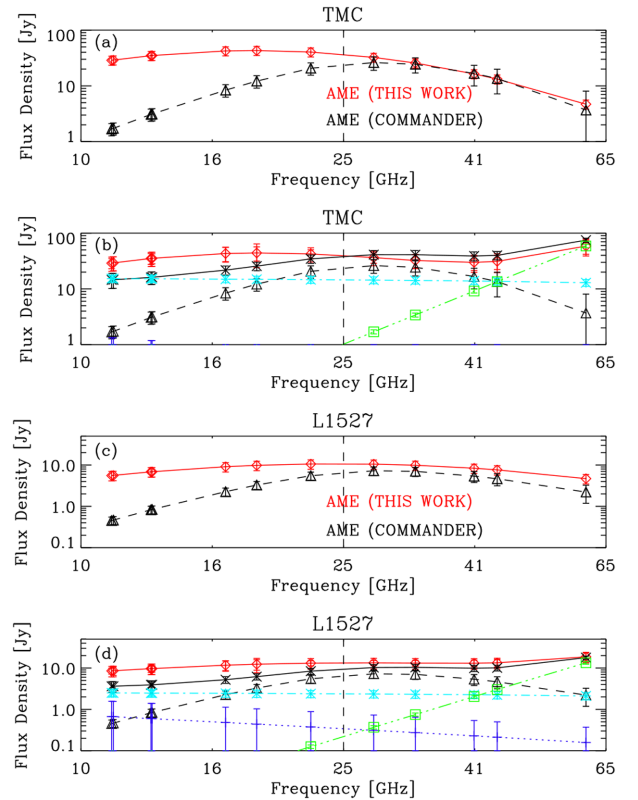 TMC
(a)
100
10
1
Flux Density [Jy]
AME (THIS WORK)
AME (COMMANDER)
10 16 25 41 65
Frequency [GHz]
TMC
(b)
100
10
1
Flux Density [Jy]
10 16 25 41 65
Frequency [GHz]
L1527
(c)
10.0
1.0
0.1
Flux Density [Jy]
AME (THIS WORK)
AME (COMMANDER)
10 16 25 41 65
Frequency [GHz]
L1527
(d)
10.0
1.0
0.1
Flux Density [Jy]
10 16 25 41 65
Frequency [GHz]